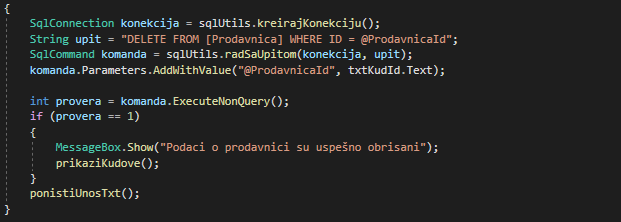 {
SqlConnection konekcija = sqlUtils.kreirajKonekciju();
String upit = "DELETE FROM [Prodavnica] WHERE ID = @ProdavnicaId";
SqlCommand komanda = sqlUtils.radSaUpitom(konekcija, upit);
komanda.Parameters.AddWithValue("@ProdavnicaId", txtKudId.Text);
int provera = komanda.ExecuteNonQuery();
if (provera == 1)
{
MessageBox.Show("Podaci o prodavnici su uspešno obrisani");
prikaziKudove();
}
ponistiUnosTxt();
}